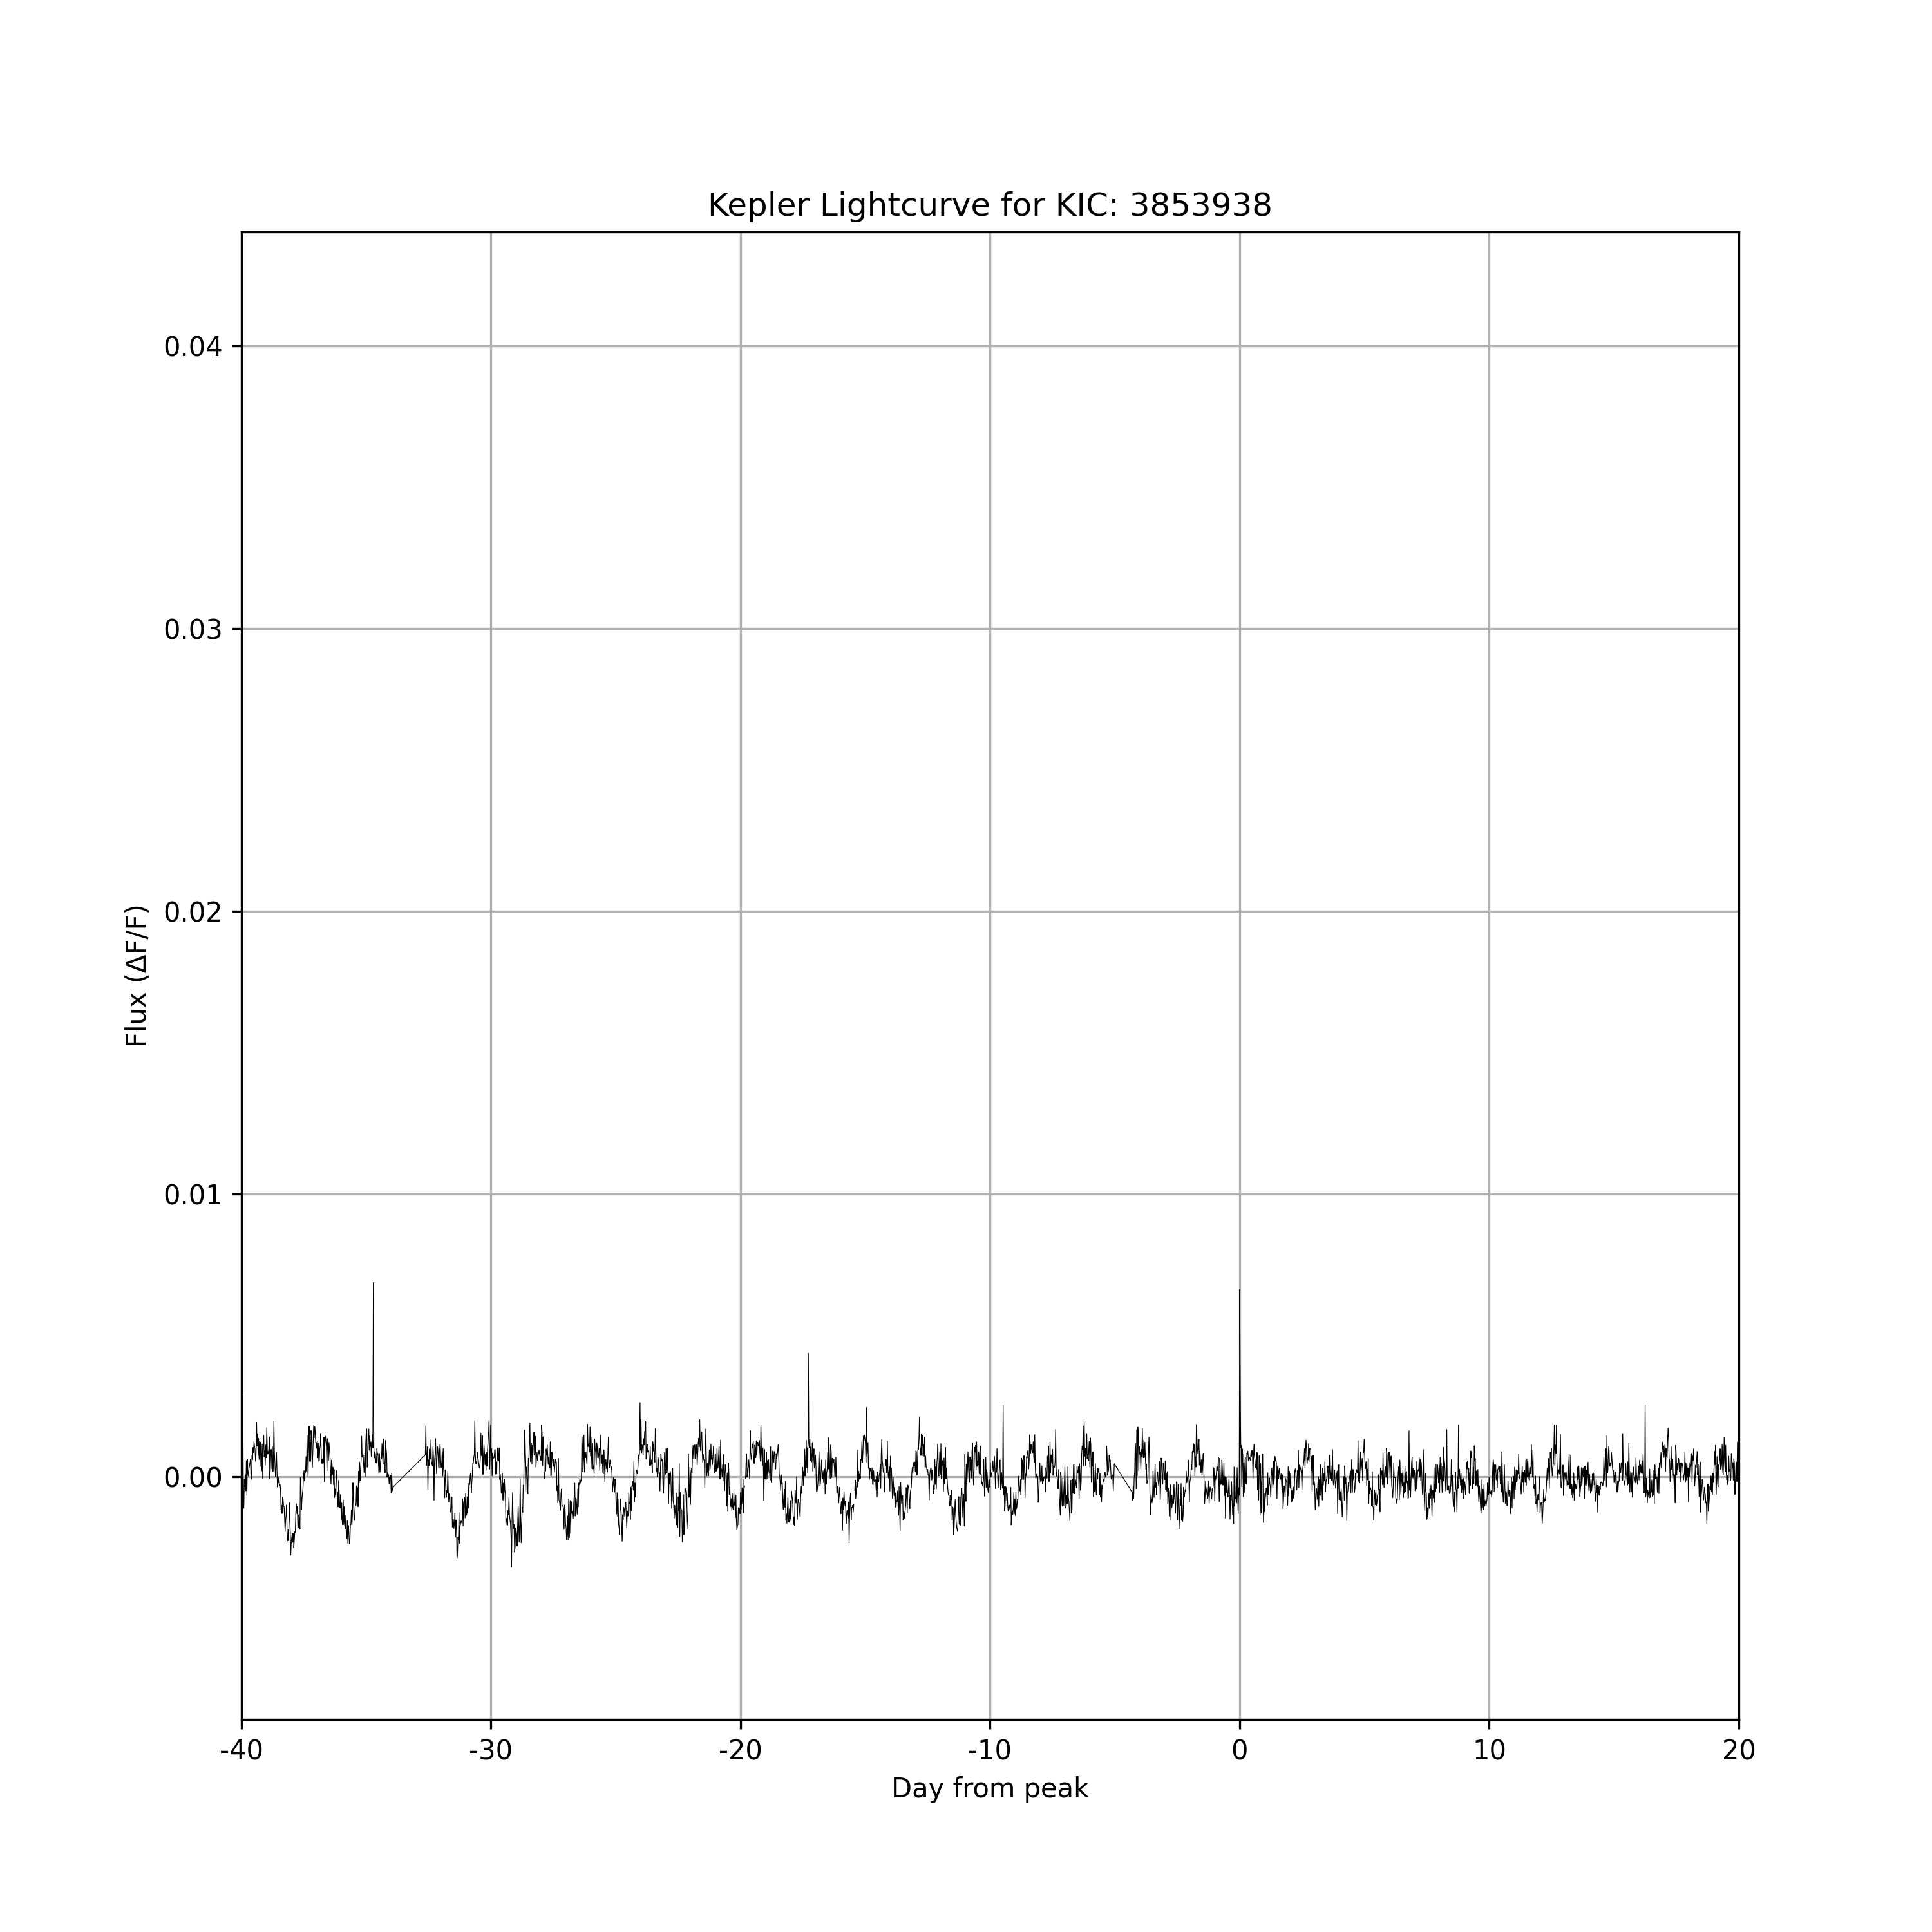 Kepler Lightcurve for KIC: 3853938
0.04
0.03
0.02
0.01
0.00
Flux (ΔF/F)
-40 -30 -20 -10 0 10 20
Day from peak